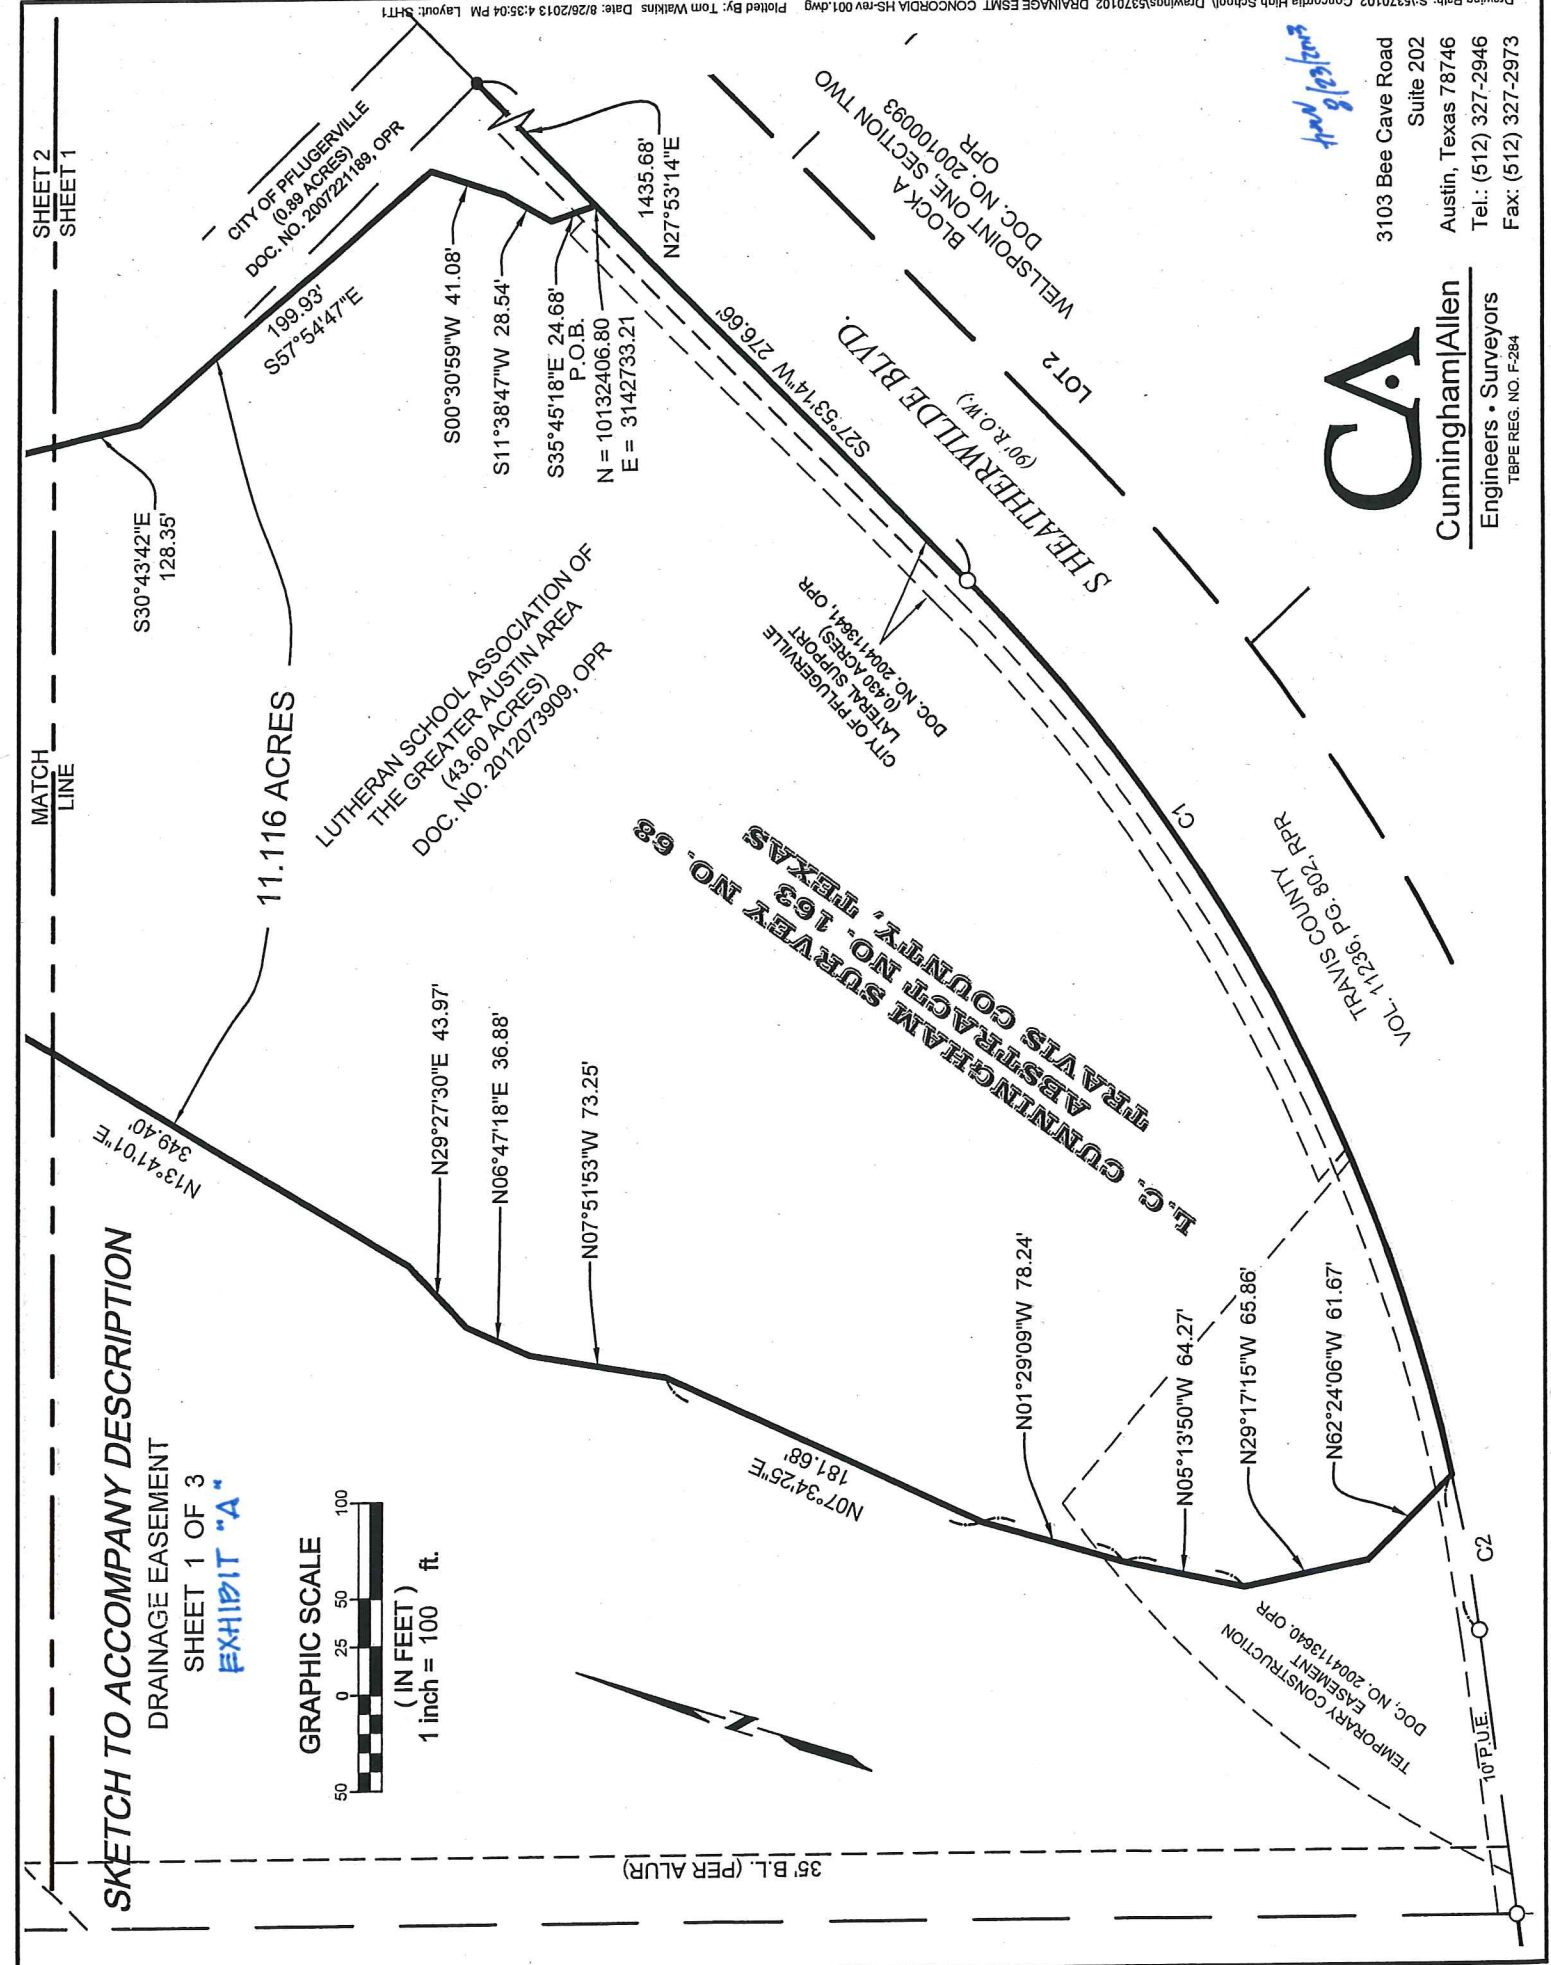 SKETCH TO ACCOMPANY DESCRIPTION
DRAINAGE EASEMENT
SHEET 1 OF 3
EXHIBIT "A"
GRAPHIC SCALE
50 0 25 50 100
( IN FEET )
1 inch = 100 ft.
MATCH
LINE
SHEET 2
SHEET 1
N13°41'01"E
349.40'
11.116 ACRES
S30°43'42"E
128.35'
199.93'
S57°54'47"E
CITY OF PFLUGERVILLE
(0.89 ACRES)
DOC. NO. 2007221189, OPR
N29°27'30"E 43.97'
N06°47'18"E 36.88'
N07°51'53"W 73.25'
N07°34'25"E
181.68'
N01°29'09"W 78.24'
N05°13'50"W 64.27'
N29°17'15"W 65.86'
N62°24'06"W 61.67'
LUTHERAN SCHOOL ASSOCIATION OF
THE GREATER AUSTIN AREA
(43.60 ACRES)
DOC. NO. 2012073909, OPR
S00°30'59"W 41.08'
S11°38'47"W 28.54'
S35°45'18"E 24.68'
P.O.B.
N = 10132406.80
E = 3142733.21
1435.68'
N27°53'14"E
S27°53'14"W 276.66'
S HEATHERWILDE BLVD.
(90' R.O.W.)
BLOCK A
WELLSPOINT ONE, SECTION TWO
DOC. NO. 200100093
OPR
LOT 2
CITY OF PFLUGERVILLE
LATERAL SUPPORT
(0.430 ACRES)
DOC. NO. 2004113641, OPR
L.C. CUNNINGHAM SURVEY NO. 68
ABSTRACT NO. 163
TRAVIS COUNTY, TEXAS
C1
TRAVIS COUNTY
VOL. 11236, PG. 802, RPR
TEMPORARY CONSTRUCTION
EASEMENT
DOC, NO. 2004113640. OPR
C2
10' P.U.E.
35' B.L. (PER ALUR)
N
CA
Cunningham|Allen
Engineers • Surveyors
TBPE REG. NO. F-284
3103 Bee Cave Road
Suite 202
Austin, Texas 78746
Tel.: (512) 327-2946
Fax: (512) 327-2973
8/23/2013
Drawing Path: S:\5370102_Concordia High School\_Drawings\5370102_DRAINAGE ESMT_CONCORDIA HS-rev 001.dwg Plotted By: Tom Watkins Date: 8/26/2013 4:35:04 PM Layout: SHT1